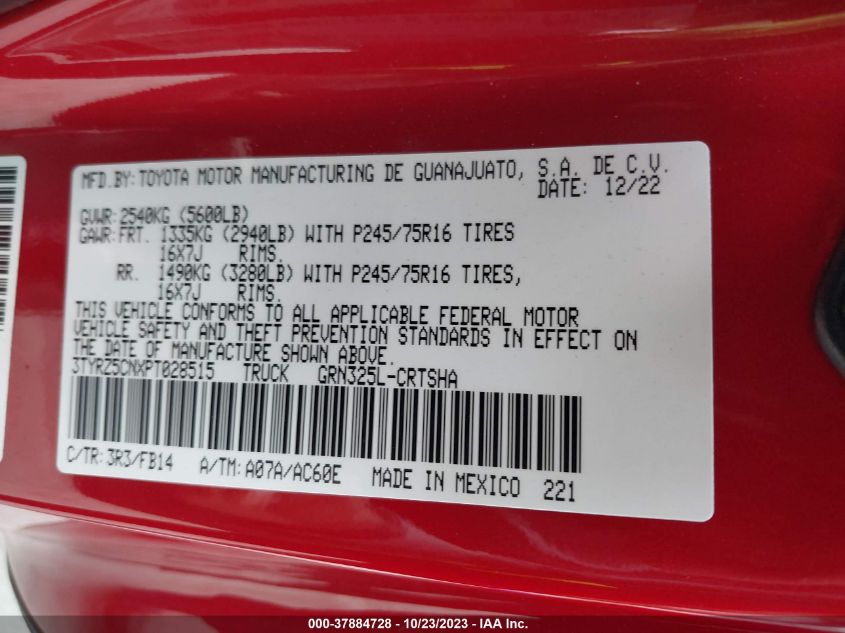 MFD.BY:TOYOTA MOTOR MANUFACTURING DE GUANAJUATO, S.A. DE C.V.
DATE: 12/22
GVWR:2540KG (5600LB)
GAWR:FRT. 1335KG (2940LB) WITH P245/75R16 TIRES
16X7J RIMS.
RR. 1490KG (3280LB) WITH P245/75R16 TIRES,
16X7J RIMS.
THIS VEHICLE CONFORMS TO ALL APPLICABLE FEDERAL MOTOR
VEHICLE SAFETY AND THEFT PREVENTION STANDARDS IN EFFECT ON
THE DATE OF MANUFACTURE SHOWN ABOVE.
3TYRZ5CNXPT028515 TRUCK GRN325L-CRTSHA
C/TR:3R3/FB14 A/TM:A07A/AC60E MADE IN MEXICO 221
000-37884728 - 10/23/2023 - IAA Inc.